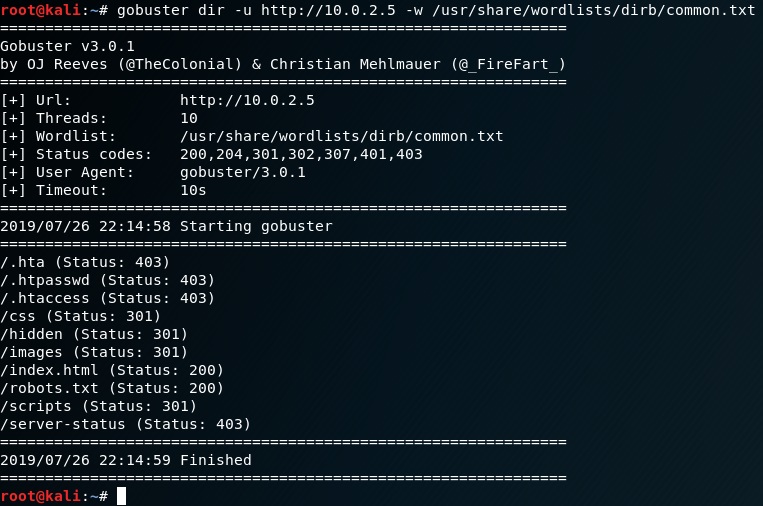 root@kali:~# gobuster dir -u http://10.0.2.5 -w /usr/share/wordlists/dirb/common.txt
===============================================================
Gobuster v3.0.1
by OJ Reeves (@TheColonial) & Christian Mehlmauer (@_FireFart_)
===============================================================
[+] Url:            http://10.0.2.5
[+] Threads:        10
[+] Wordlist:       /usr/share/wordlists/dirb/common.txt
[+] Status codes:   200,204,301,302,307,401,403
[+] User Agent:     gobuster/3.0.1
[+] Timeout:        10s
===============================================================
2019/07/26 22:14:58 Starting gobuster
===============================================================
/.hta (Status: 403)
/.htpasswd (Status: 403)
/.htaccess (Status: 403)
/css (Status: 301)
/hidden (Status: 301)
/images (Status: 301)
/index.html (Status: 200)
/robots.txt (Status: 200)
/scripts (Status: 301)
/server-status (Status: 403)
===============================================================
2019/07/26 22:14:59 Finished
===============================================================
root@kali:~#